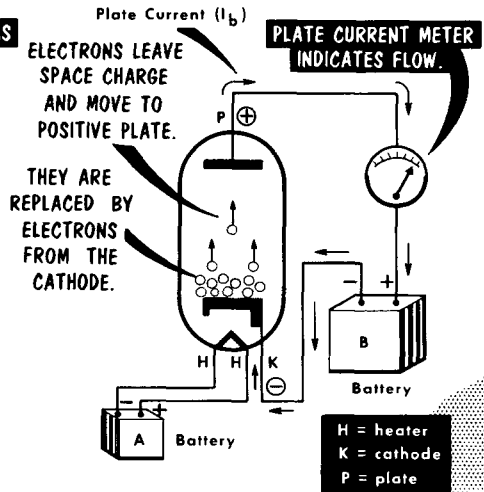 Plate Current (Ib)
S
ELECTRONS LEAVE
SPACE CHARGE
AND MOVE TO
POSITIVE PLATE.
PLATE CURRENT METER
INDICATES FLOW.
P +
THEY ARE
REPLACED BY
ELECTRONS
FROM THE
CATHODE.
- +
B
Battery
H H K -
- +
A Battery
H = heater
K = cathode
P = plate